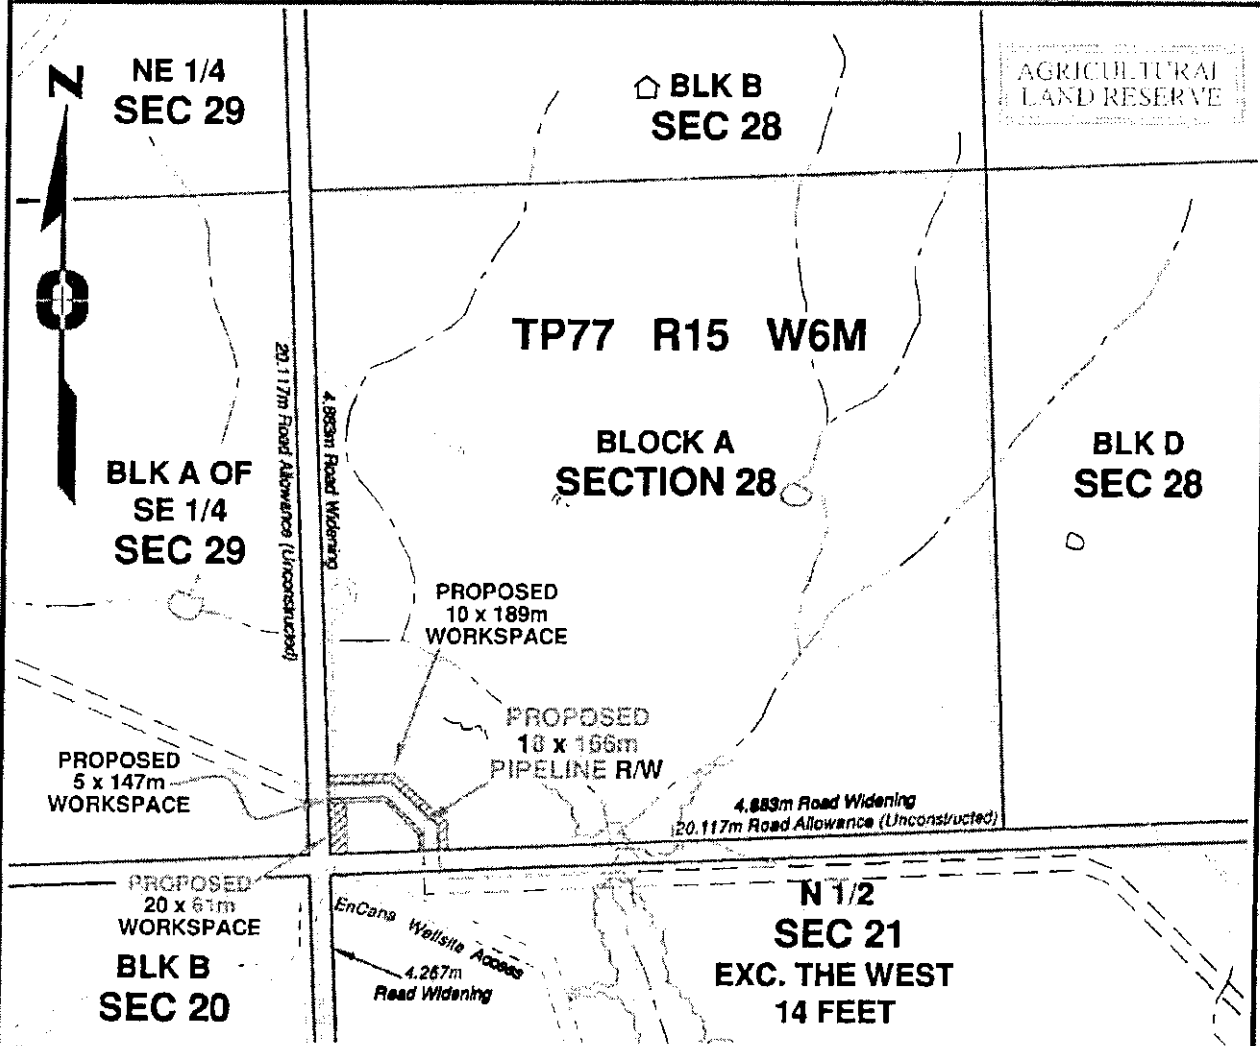 NE 1/4
SEC 29
BLK B
SEC 28
AGRICULTURAL
LAND RESERVE
N
TP77 R15 W6M
20.117m Road Allowance (Unconstructed)
4.883m Road Widening
BLK A OF
SE 1/4
SEC 29
BLOCK A
SECTION 28
BLK D
SEC 28
PROPOSED
10 x 189m
WORKSPACE
PROPOSED
18 x 166m
PIPELINE R/W
PROPOSED
5 x 147m
WORKSPACE
4.883m Road Widening
20.117m Road Allowance (Unconstructed)
PROPOSED
20 x 61m
WORKSPACE
EnCana Wellsite Access
4.267m
Road Widening
BLK B
SEC 20
N 1/2
SEC 21
EXC. THE WEST
14 FEET